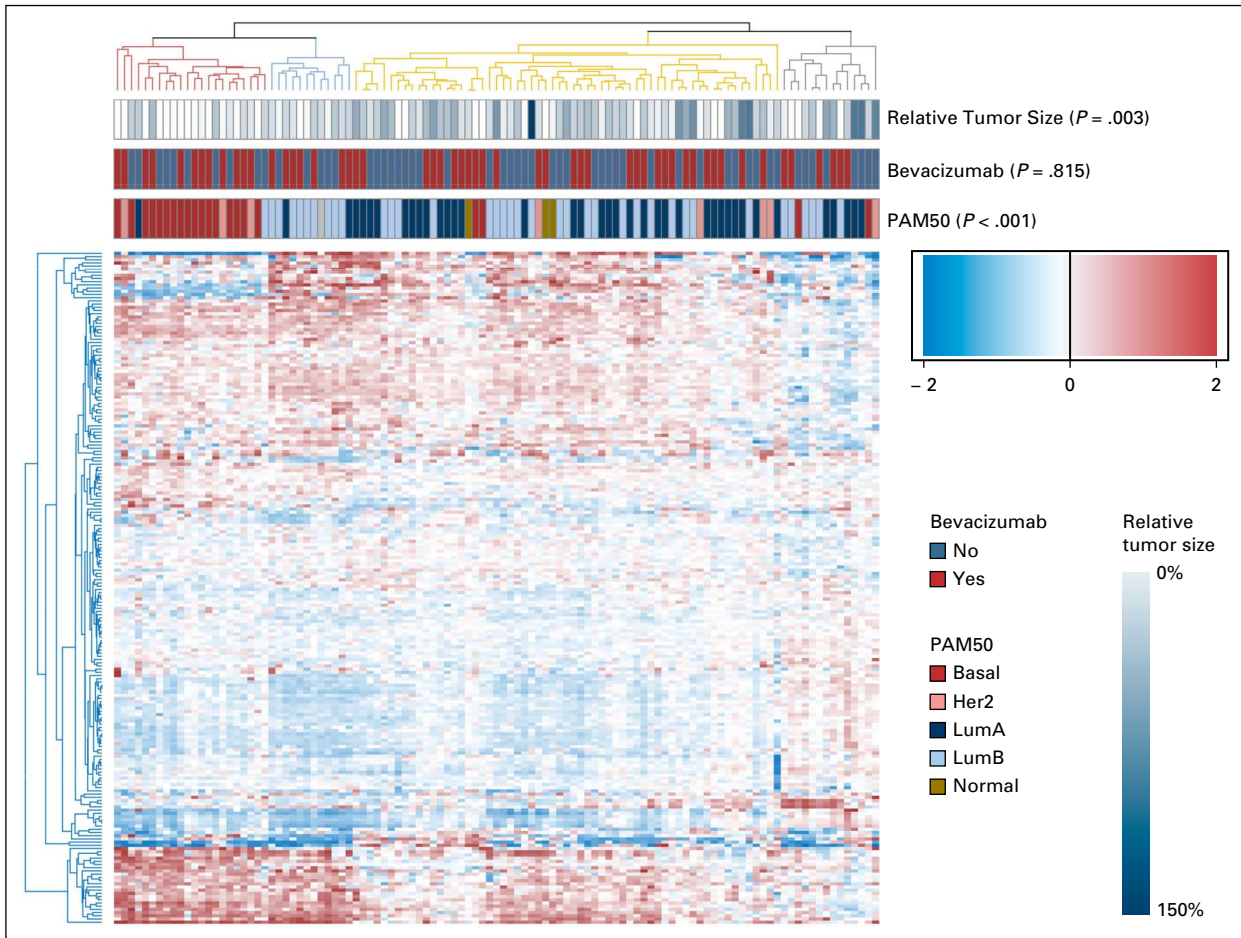 Relative Tumor Size (P = .003)
Bevacizumab (P = .815)
PAM50 (P < .001)
– 2
0
2
Bevacizumab
No
Yes
PAM50
Basal
Her2
LumA
LumB
Normal
Relative
tumor size
0%
150%